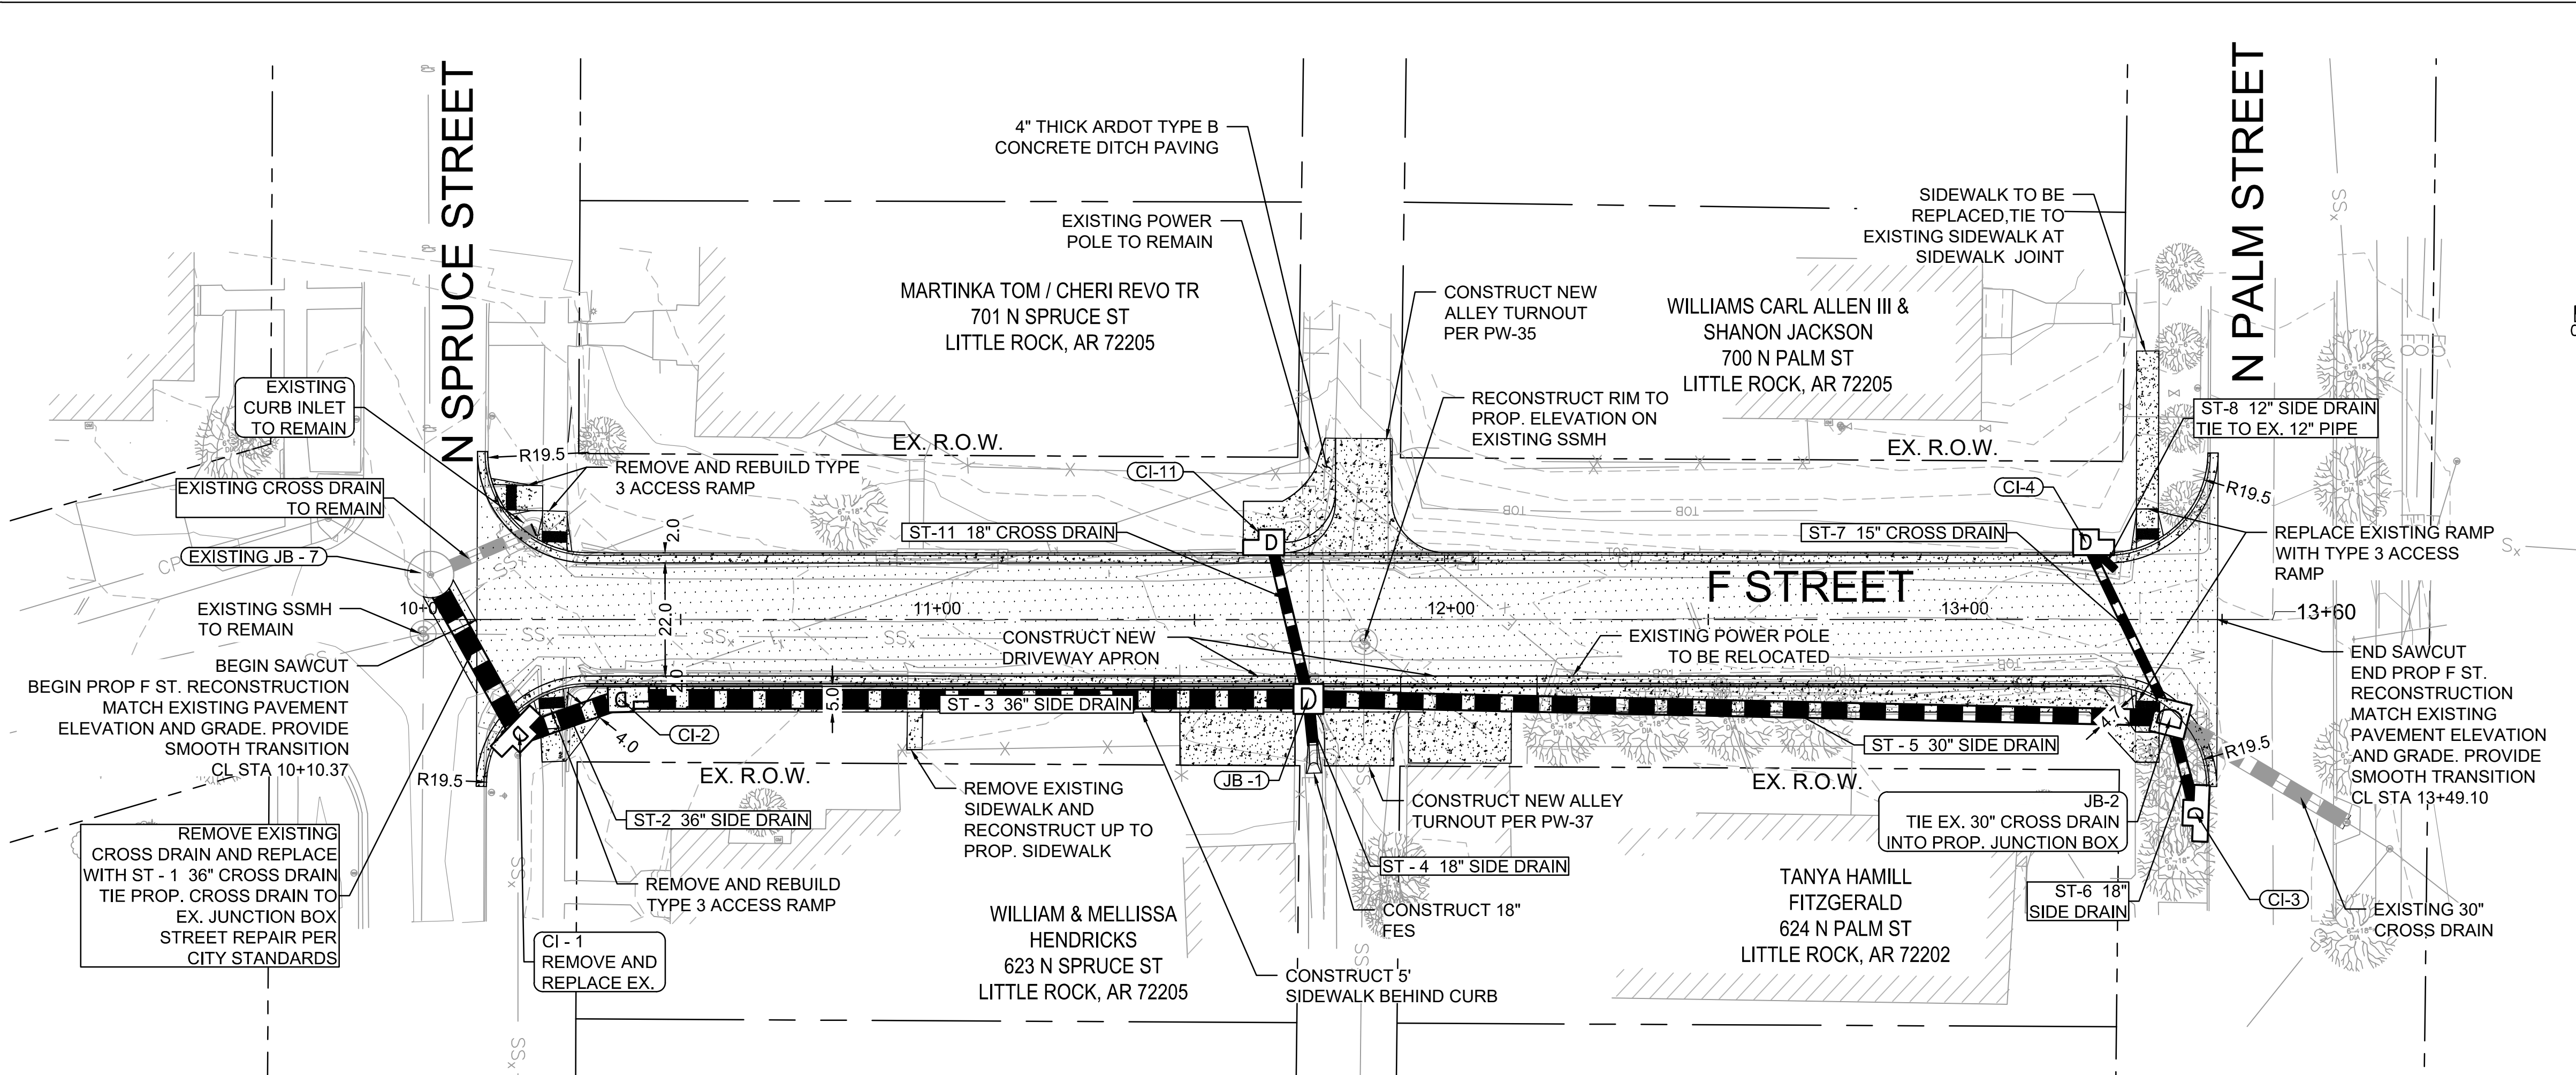 N SPRUCE STREET
N PALM STREET
F STREET
4" THICK ARDOT TYPE B
CONCRETE DITCH PAVING
EXISTING POWER
POLE TO REMAIN
MARTINKA TOM / CHERI REVO TR
701 N SPRUCE ST
LITTLE ROCK, AR 72205
CONSTRUCT NEW
ALLEY TURNOUT
PER PW-35
WILLIAMS CARL ALLEN III &
SHANON JACKSON
700 N PALM ST
LITTLE ROCK, AR 72205
SIDEWALK TO BE
REPLACED,TIE TO
EXISTING SIDEWALK AT
SIDEWALK JOINT
RECONSTRUCT RIM TO
PROP. ELEVATION ON
EXISTING SSMH
EXISTING
CURB INLET
TO REMAIN
R19.5
REMOVE AND REBUILD TYPE
3 ACCESS RAMP
EX. R.O.W.
EX. R.O.W.
ST-8 12" SIDE DRAIN
TIE TO EX. 12" PIPE
EXISTING CROSS DRAIN
TO REMAIN
CI-11
CI-4
R19.5
ST-11 18" CROSS DRAIN
2.0
ST-7 15" CROSS DRAIN
REPLACE EXISTING RAMP
WITH TYPE 3 ACCESS
RAMP
EXISTING JB - 7
EXISTING SSMH
TO REMAIN
10+0
11+00
12+00
13+00
13+60
22.0
CONSTRUCT NEW
DRIVEWAY APRON
EXISTING POWER POLE
TO BE RELOCATED
BEGIN SAWCUT
BEGIN PROP F ST. RECONSTRUCTION
MATCH EXISTING PAVEMENT
ELEVATION AND GRADE. PROVIDE
SMOOTH TRANSITION
CL STA 10+10.37
END SAWCUT
END PROP F ST.
RECONSTRUCTION
MATCH EXISTING
PAVEMENT ELEVATION
AND GRADE. PROVIDE
SMOOTH TRANSITION
CL STA 13+49.10
2.0
5.0
ST - 3 36" SIDE DRAIN
4.0
CI-2
4.7
ST - 5 30" SIDE DRAIN
R19.5
R19.5
EX. R.O.W.
EX. R.O.W.
JB -1
REMOVE EXISTING
SIDEWALK AND
RECONSTRUCT UP TO
PROP. SIDEWALK
CONSTRUCT NEW ALLEY
TURNOUT PER PW-37
JB-2
TIE EX. 30" CROSS DRAIN
INTO PROP. JUNCTION BOX
ST-2 36" SIDE DRAIN
REMOVE EXISTING
CROSS DRAIN AND REPLACE
WITH ST - 1 36" CROSS DRAIN
TIE PROP. CROSS DRAIN TO
EX. JUNCTION BOX
STREET REPAIR PER
CITY STANDARDS
REMOVE AND REBUILD
TYPE 3 ACCESS RAMP
ST - 4 18" SIDE DRAIN
CONSTRUCT 18"
FES
TANYA HAMILL
FITZGERALD
624 N PALM ST
LITTLE ROCK, AR 72202
ST-6 18"
SIDE DRAIN
CI-3
EXISTING 30"
CROSS DRAIN
CI - 1
REMOVE AND
REPLACE EX.
WILLIAM & MELLISSA
HENDRICKS
623 N SPRUCE ST
LITTLE ROCK, AR 72205
CONSTRUCT 5'
SIDEWALK BEHIND CURB